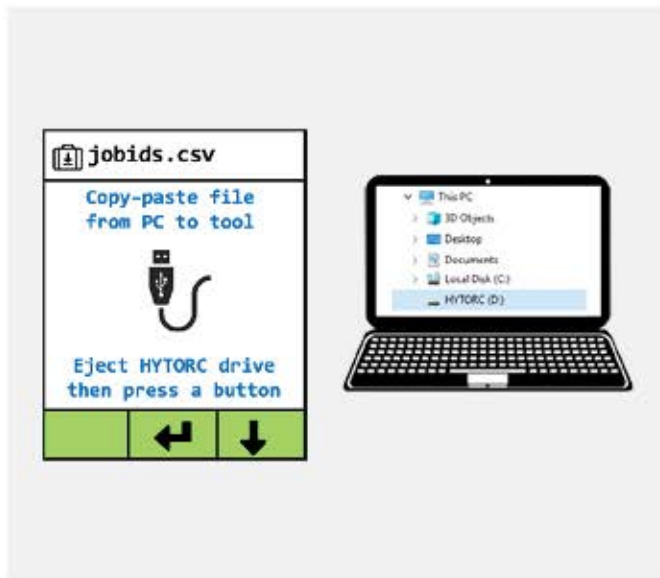 jobids.csv
Copy-paste file
from PC to tool
Eject HYTORC drive
then press a button
This PC
3D Objects
Desktop
Documents
Local Disk (C:)
HYTORC (D:)